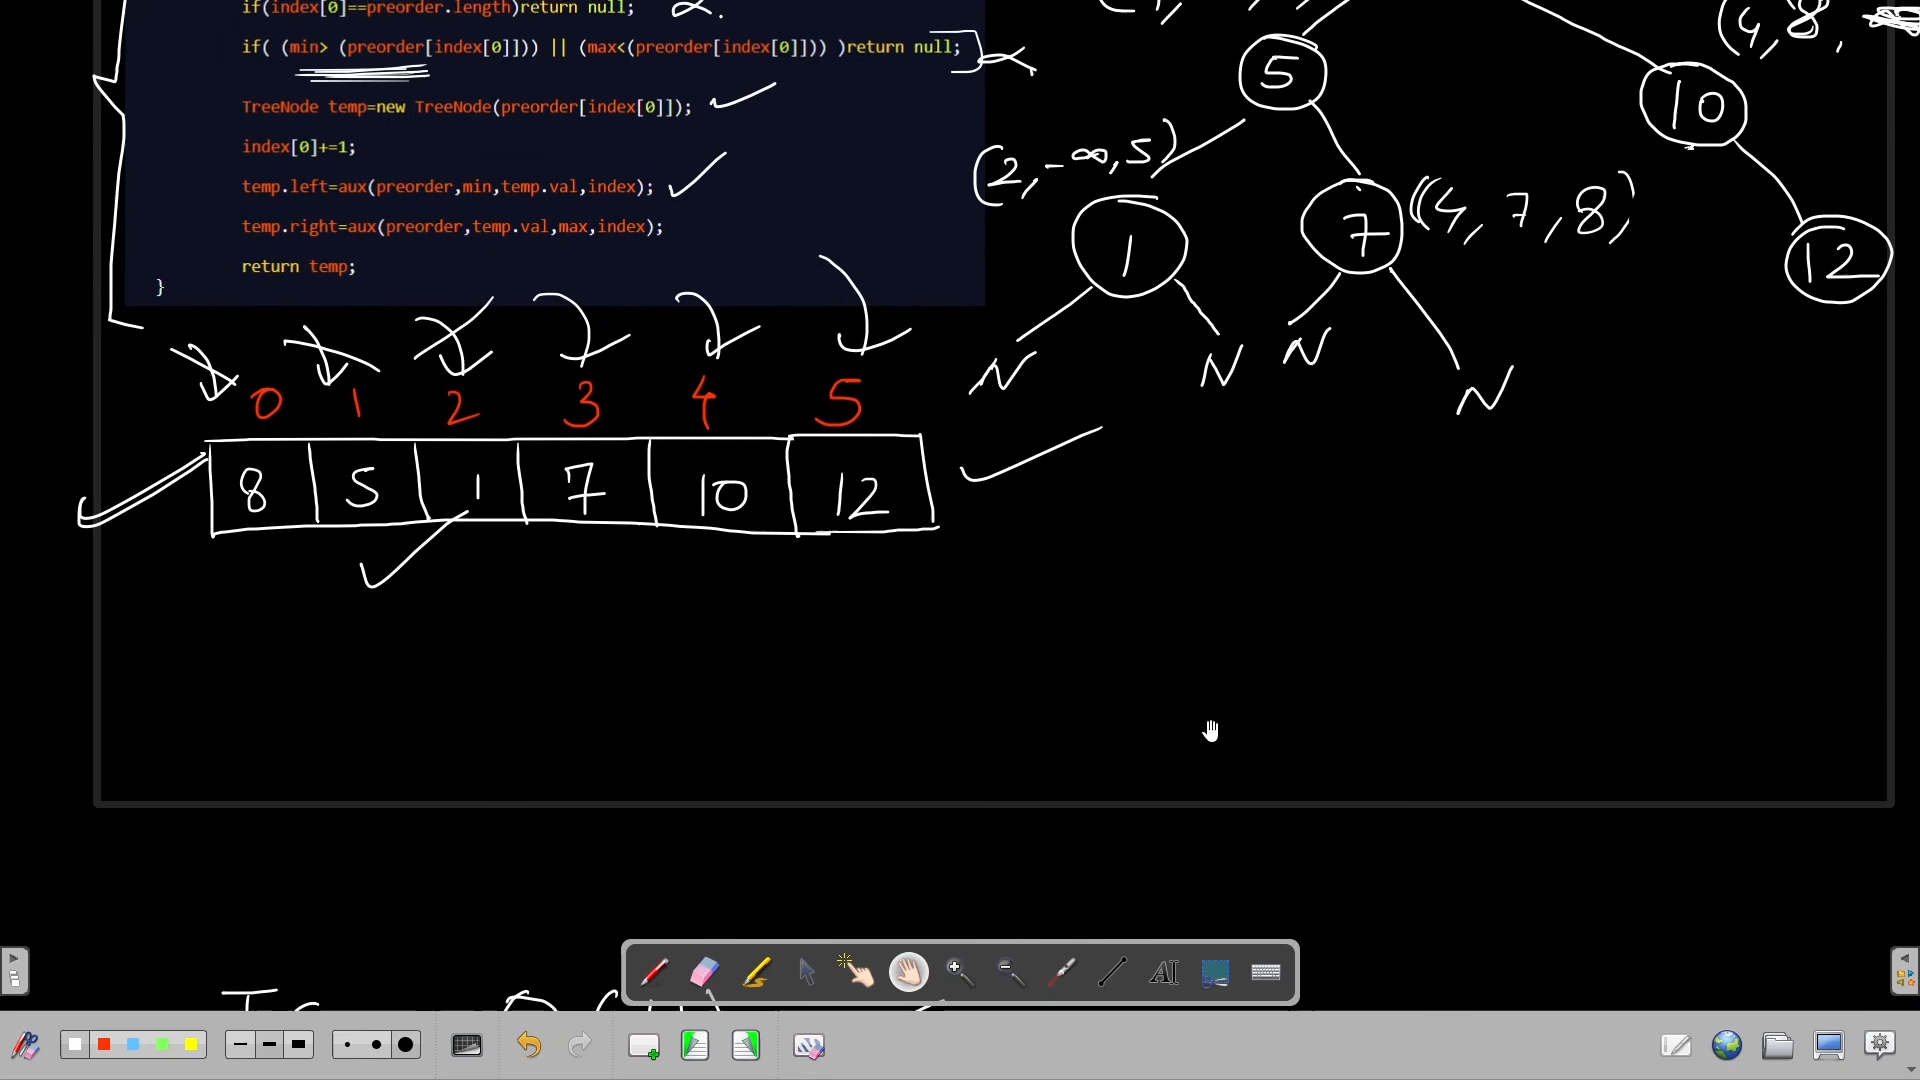 if(index[0]==preorder.length)return null;
if( (min> (preorder[index[0]])) || (max<(preorder[index[0]])) )return null;
TreeNode temp=new TreeNode(preorder[index[0]]);
index[0]+=1;
temp.left=aux(preorder,min,temp.val,index);
temp.right=aux(preorder,temp.val,max,index);
return temp;
}
0 1 2 3 4 5
8 5 1 7 10 12
(4, 8,
5
10
(2, -∞, 5)
1
7
((4, 7, 8)
12
N N N N
AI